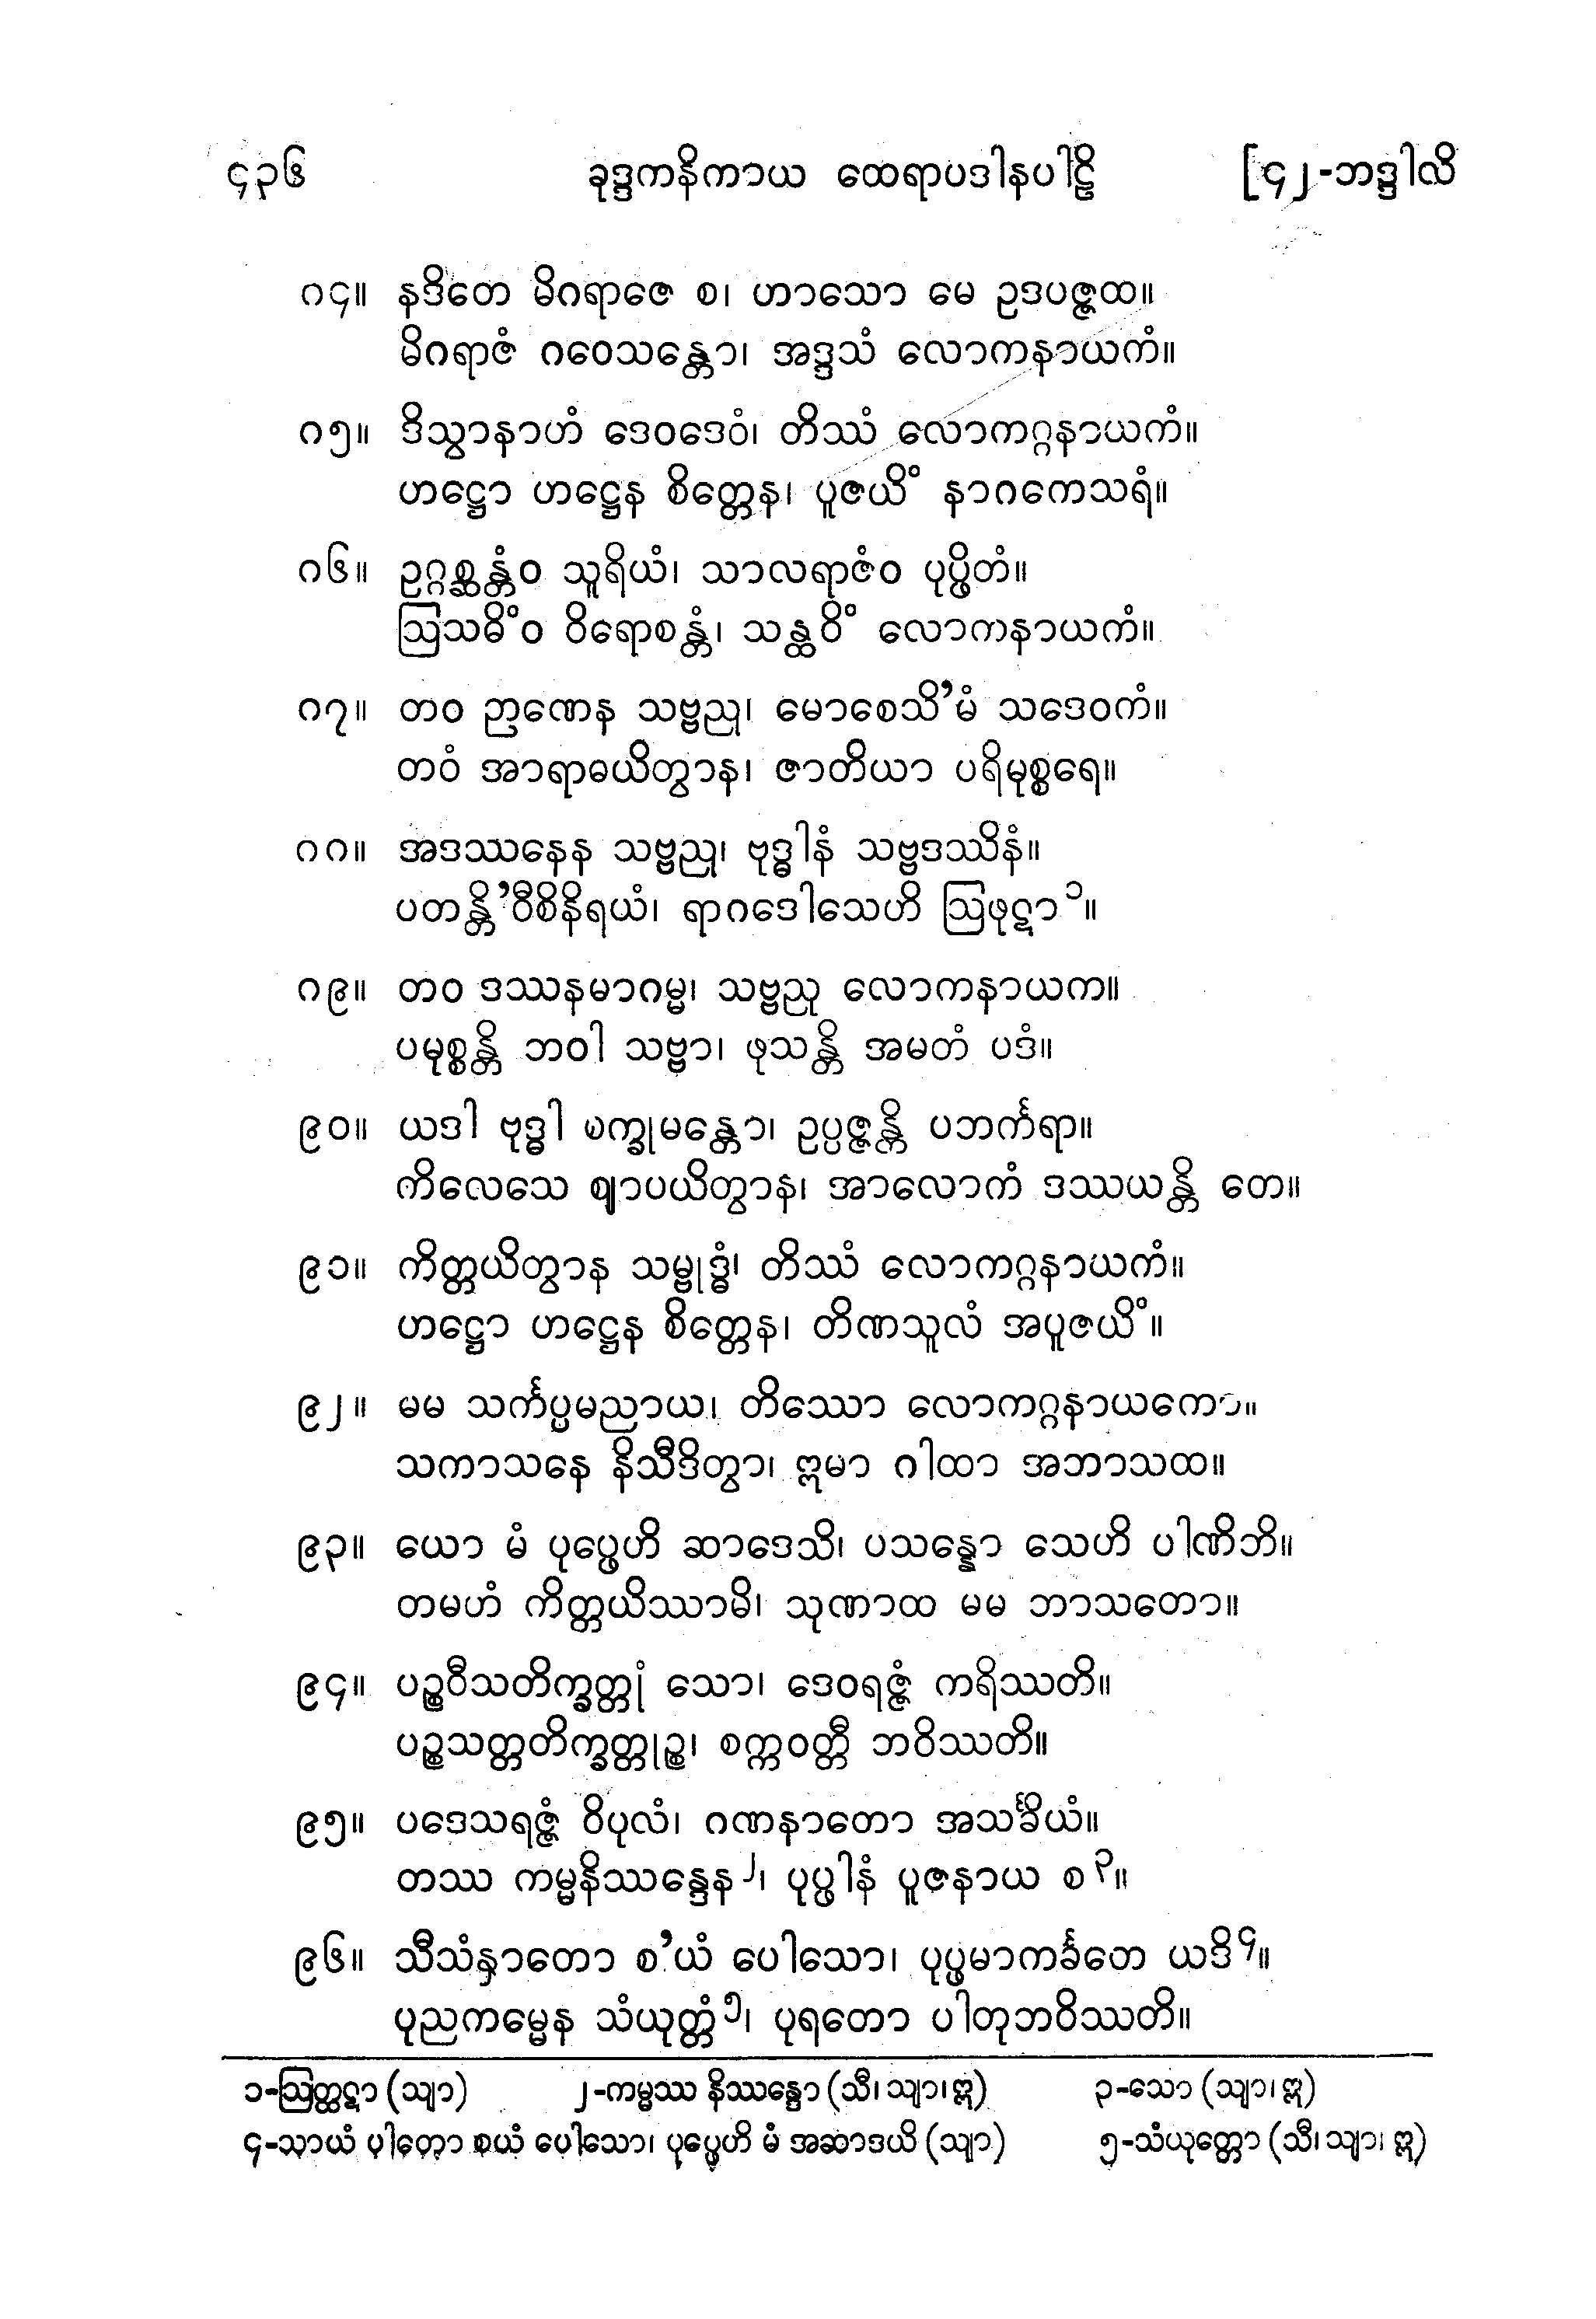 ၄၃၆ ခုဒ္ဒကနိကာယ ထေရာပဒါနပါဠိ [၄၂-ဘဒ္ဒါလိ
၈၄။ နဒိတေ မိဂရာဇေ စ၊ ဟာသော မေ ဥဒပဇ္ဇထ။
မိဂရာဇံ ဂဝေသန္တော၊ အဒ္ဒသံ လောကနာယကံ။
၈၅။ ဒိသွာနာဟံ ဒေဝဒေဝံ၊ တိဿံ လောကဂ္ဂနာယကံ။
ဟဋ္ဌော ဟဋ္ဌေန စိတ္တေန၊ ပူဇယိံ နာဂကေသရံ။
၈၆။ ဥဂ္ဂစ္ဆန္တံဝ သူရိယံ၊ သာလရာဇံဝ ပုပ္ဖိတံ။
ဩသဓိံဝ ဝိရောစန္တံ၊ သန္ထဝိံ လောကနာယကံ။
၈၇။ တဝ ဉာဏေန သဗ္ဗညု၊ မောစေသိ’မံ သဒေဝကံ။
တဝံ အာရာဓယိတွာန၊ ဇာတိယာ ပရိမုစ္စရေ။
၈၈။ အဒဿနေန သဗ္ဗညု၊ ဗုဒ္ဓါနံ သဗ္ဗဒဿိနံ။
ပတန္တိ’ဝီစိနိရယံ၊ ရာဂဒေါသေဟိ ဩဖုဋာ၁။
၈၉။ တဝ ဒဿနမာဂမ္မ၊ သဗ္ဗညု လောကနာယက။
ပမုစ္စန္တိ ဘဝါ သဗ္ဗာ၊ ဖုသန္တိ အမတံ ပဒံ။
၉၀။ ယဒါ ဗုဒ္ဓါ စက္ခုမန္တော၊ ဥပ္ပဇ္ဇန္တိ ပဘင်္ကရာ။
ကိလေသေ ဈာပယိတွာန၊ အာလောကံ ဒဿယန္တိ တေ။
၉၁။ ကိတ္တယိတွာန သမ္ဗုဒ္ဓံ၊ တိဿံ လောကဂ္ဂနာယကံ။
ဟဋ္ဌော ဟဋ္ဌေန စိတ္တေန၊ တိဏသူလံ အပူဇယိံ။
၉၂။ မမ သင်္ကပ္ပမညာယ၊ တိဿော လောကဂ္ဂနာယကော။
သကာသနေ နိသီဒိတွာ၊ ဣမာ ဂါထာ အဘာသထ။
၉၃။ ယော မံ ပုပ္ဖေဟိ ဆာဒေသိ၊ ပသန္နော သေဟိ ပါဏိဘိ။
တမဟံ ကိတ္တယိဿာမိ၊ သုဏာထ မမ ဘာသတော။
၉၄။ ပဉ္စဝီသတိက္ခတ္တုံ သော၊ ဒေဝရဇ္ဇံ ကရိဿတိ။
ပဉ္စသတ္တတိက္ခတ္တုဉ္စ၊ စက္ကဝတ္တီ ဘဝိဿတိ။
၉၅။ ပဒေသရဇ္ဇံ ဝိပုလံ၊ ဂဏနာတော အသင်္ခိယံ။
တဿ ကမ္မနိဿန္ဒေန၂၊ ပုပ္ဖါနံ ပူဇနာယ စ၃။
၉၆။ သီသံနှာတော စ’ယံ ပေါသော၊ ပုပ္ဖမာကင်္ခတေ ယဒိ၄။
ပုညကမ္မေန သံယုတ္တံ၅၊ ပုရတော ပါတုဘဝိဿတိ။
၁-ဩတ္ထဋာ (သျာ) ၂-ကမ္မဿ နိဿန္ဒော (သီ၊ သျာ၊ ဣ) ၃-သော (သျာ၊ ဣ)
၄-သာယံ ပါတော စယံ ပေါသော၊ ပုပ္ဖေဟိ မံ အဆာဒယိ (သျာ) ၅-သံယုတ္တော (သီ၊ သျာ၊ ဣ)